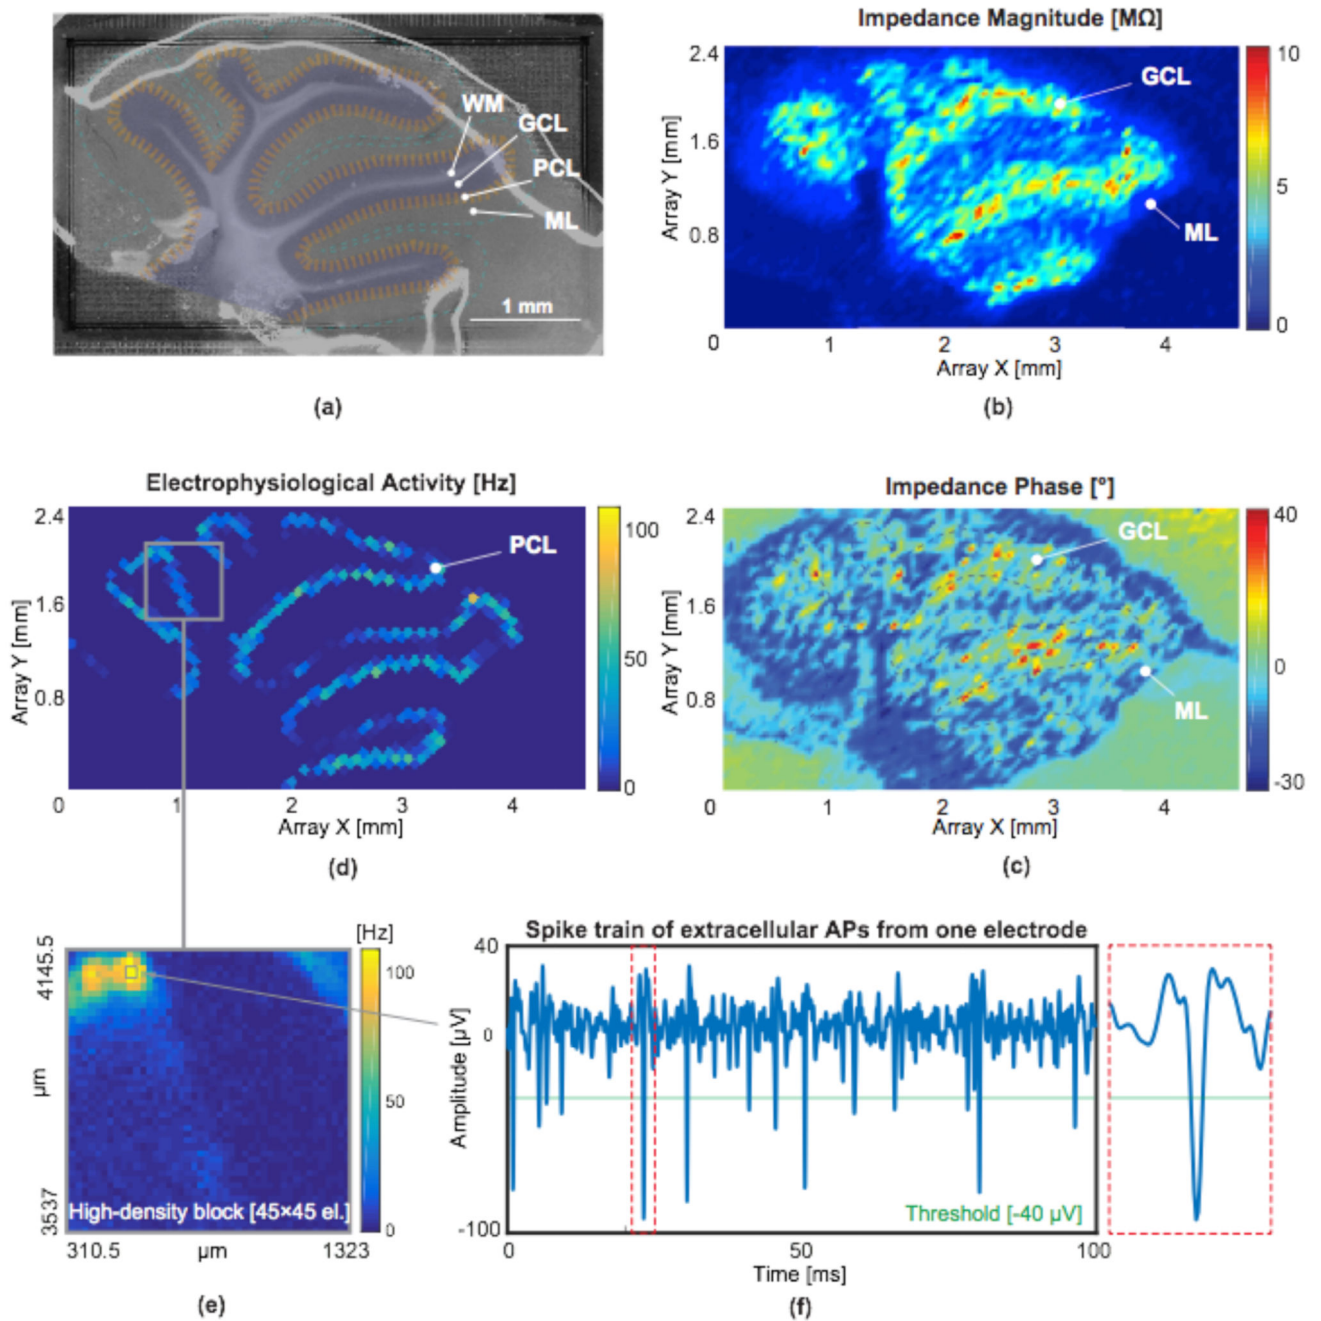 WM
GCL
PCL
ML
1 mm
(a)
Impedance Magnitude [MΩ]
2.4
1.6
0.8
0
1
2
3
4
Array Y [mm]
Array X [mm]
GCL
ML
10
5
0
(b)
Electrophysiological Activity [Hz]
2.4
1.6
0.8
0
1
2
3
4
Array Y [mm]
Array X [mm]
PCL
100
50
0
(d)
Impedance Phase [°]
2.4
1.6
0.8
0
1
2
3
4
Array Y [mm]
Array X [mm]
GCL
ML
40
0
-30
(c)
[Hz]
4145.5
µm
3537
High-density block [45×45 el.]
310.5
µm
1323
100
50
0
(e)
Spike train of extracellular APs from one electrode
40
0
-100
Amplitude [µV]
Threshold [-40 µV]
0
50
100
Time [ms]
(f)